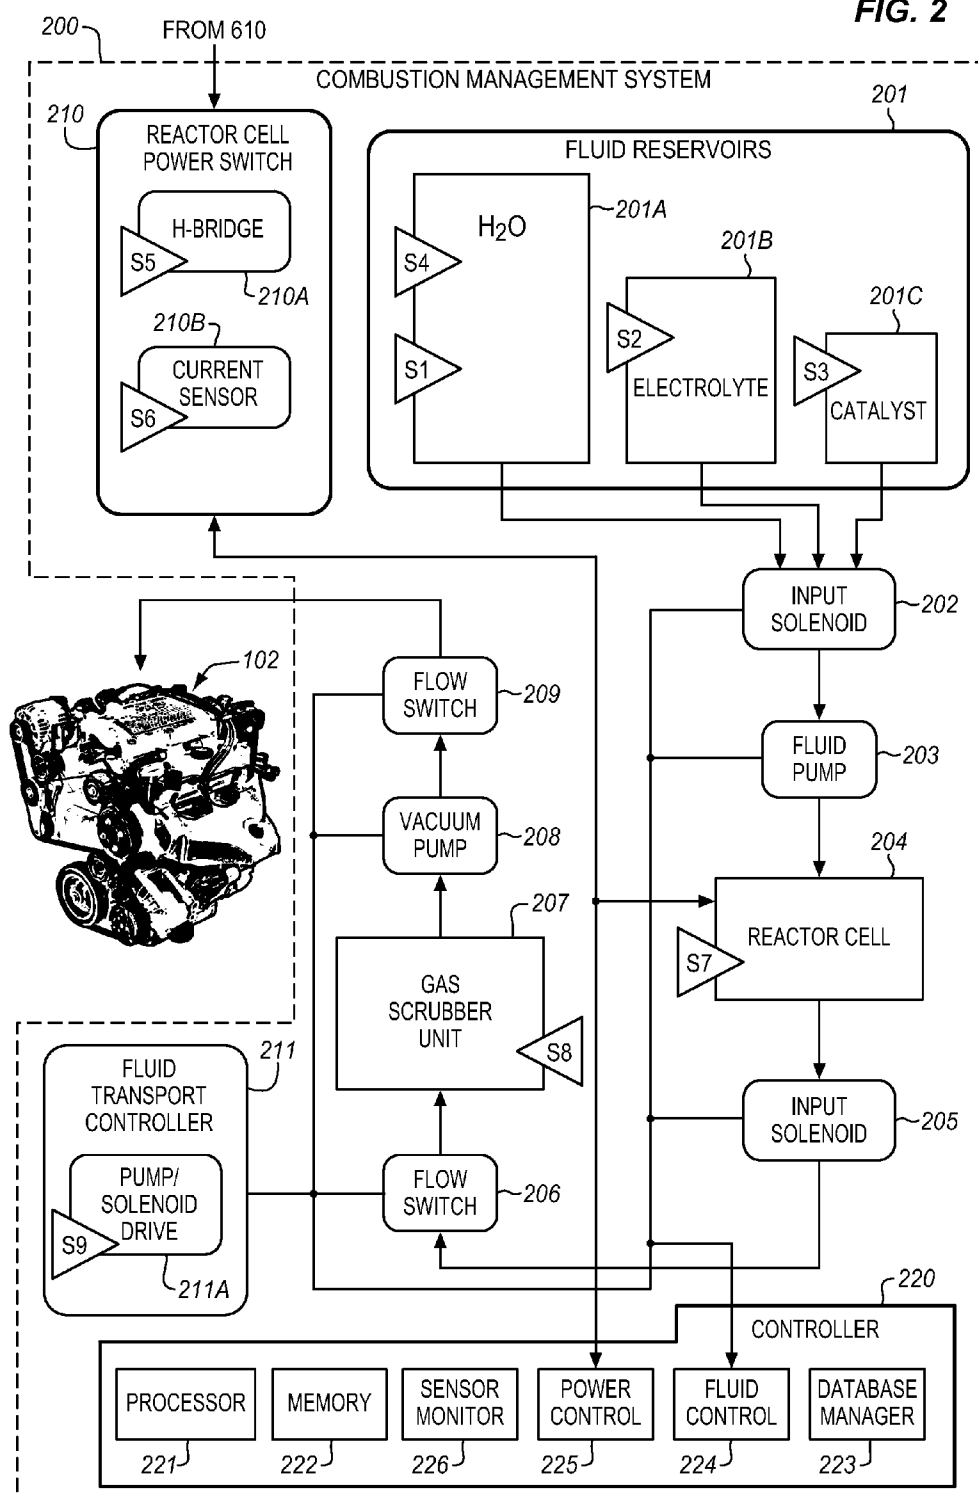 FIG. 2
200
FROM 610
COMBUSTION MANAGEMENT SYSTEM
210
REACTOR CELL
POWER SWITCH
H-BRIDGE
S5
210A
210B
CURRENT
SENSOR
S6
201
FLUID RESERVOIRS
201A
H₂O
S4
S1
201B
S2
ELECTROLYTE
201C
S3
CATALYST
INPUT
SOLENOID
202
102
FLOW
SWITCH
209
FLUID
PUMP
203
VACUUM
PUMP
208
204
REACTOR CELL
S7
207
GAS
SCRUBBER
UNIT
S8
211
FLUID
TRANSPORT
CONTROLLER
PUMP/
SOLENOID
DRIVE
S9
211A
INPUT
SOLENOID
205
FLOW
SWITCH
206
220
CONTROLLER
PROCESSOR
221
MEMORY
222
SENSOR
MONITOR
226
POWER
CONTROL
225
FLUID
CONTROL
224
DATABASE
MANAGER
223